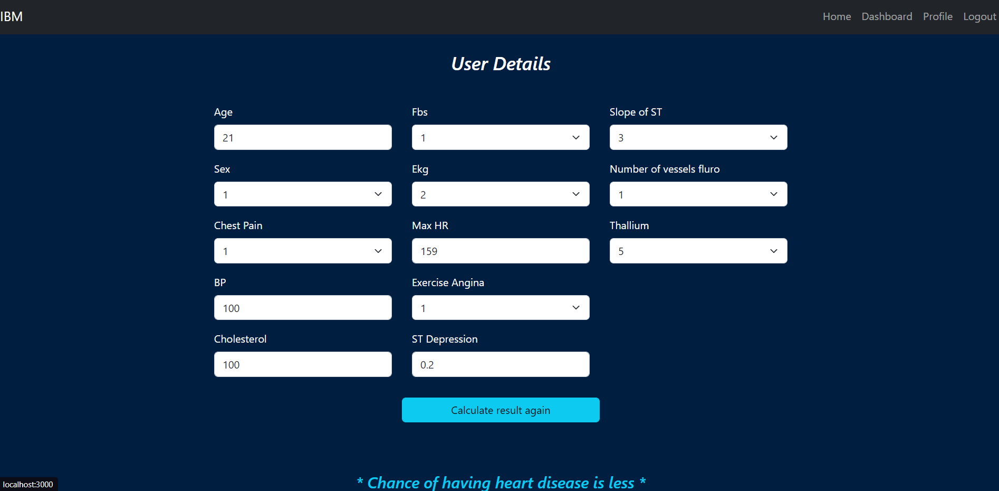 IBM
Home Dashboard Profile Logout
User Details
Age
21
Sex
1
Chest Pain
1
BP
100
Cholesterol
100
Fbs
1
Ekg
2
Max HR
159
Exercise Angina
1
ST Depression
0.2
Slope of ST
3
Number of vessels fluro
1
Thallium
5
Calculate result again
* Chance of having heart disease is less *
localhost:3000